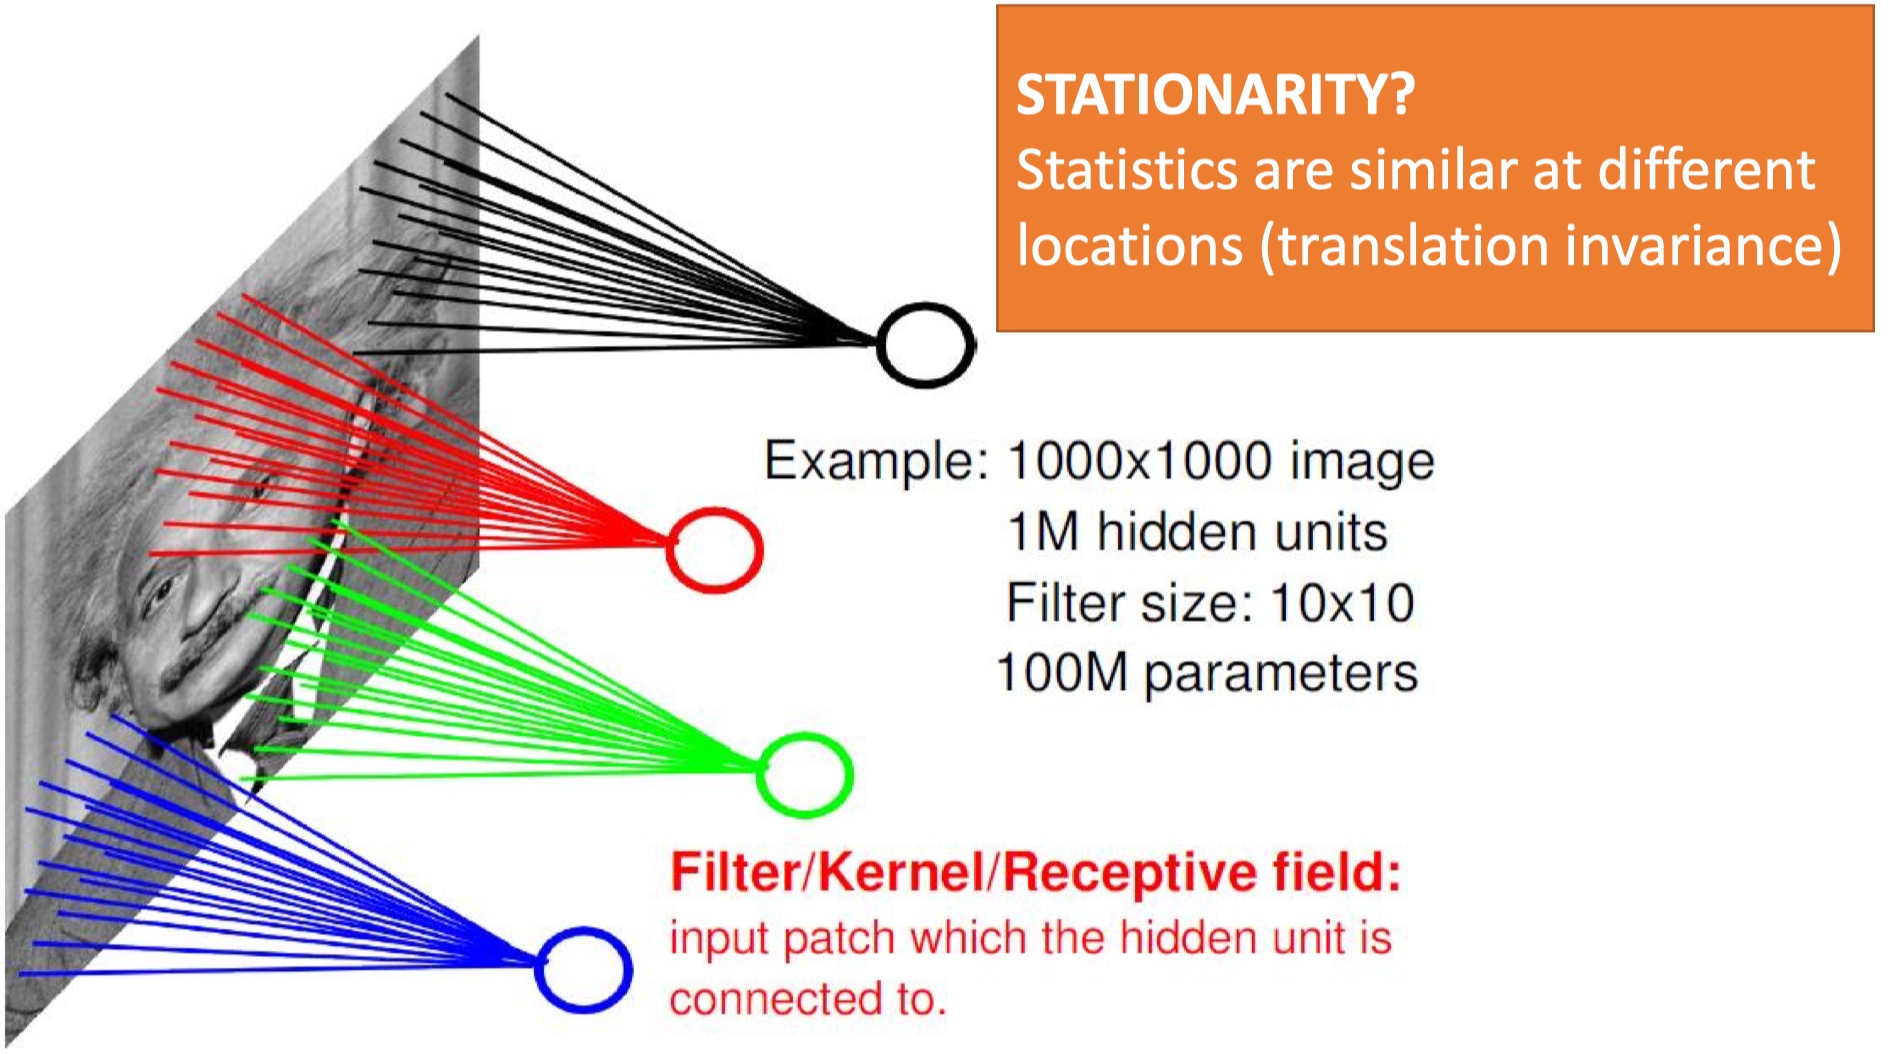 STATIONARITY?
Statistics are similar at different
locations (translation invariance)
Example: 1000x1000 image
1M hidden units
Filter size: 10x10
100M parameters
Filter/Kernel/Receptive field:
input patch which the hidden unit is
connected to.